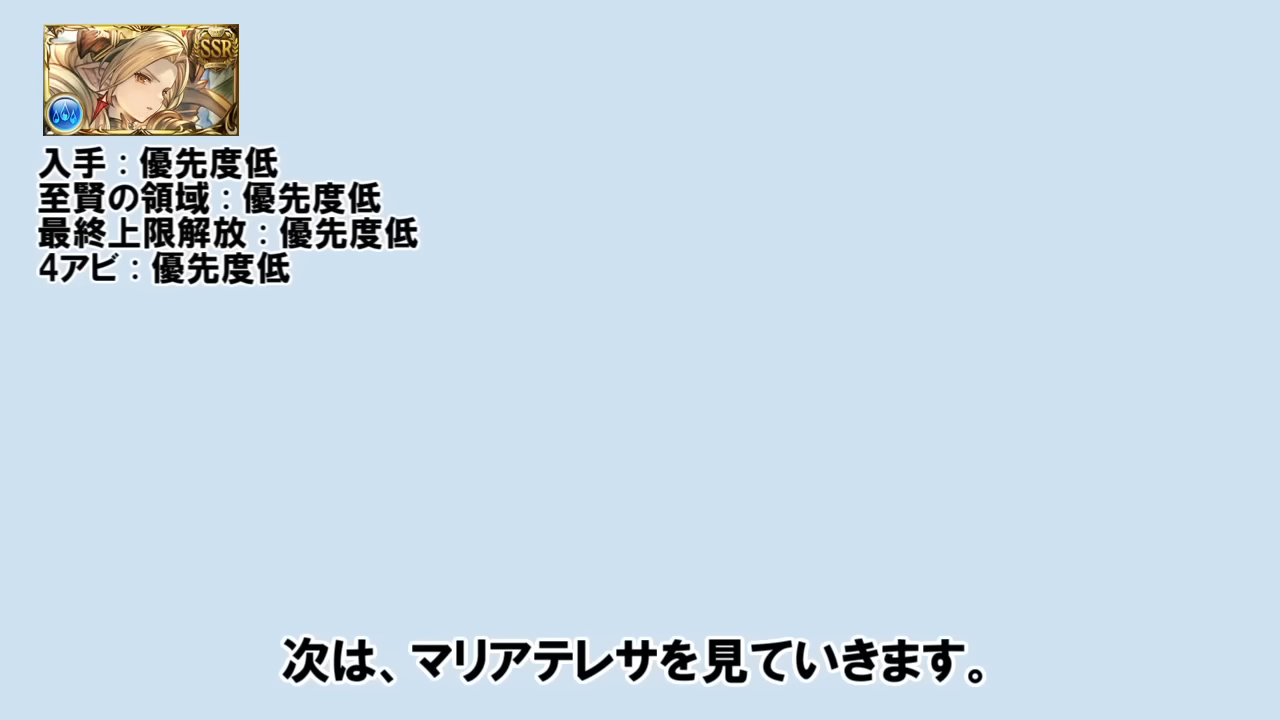 SSR
入手：優先度低
至賢の領域：優先度低
最終上限解放：優先度低
4アビ：優先度低
次は、マリアテレサを見ていきます。